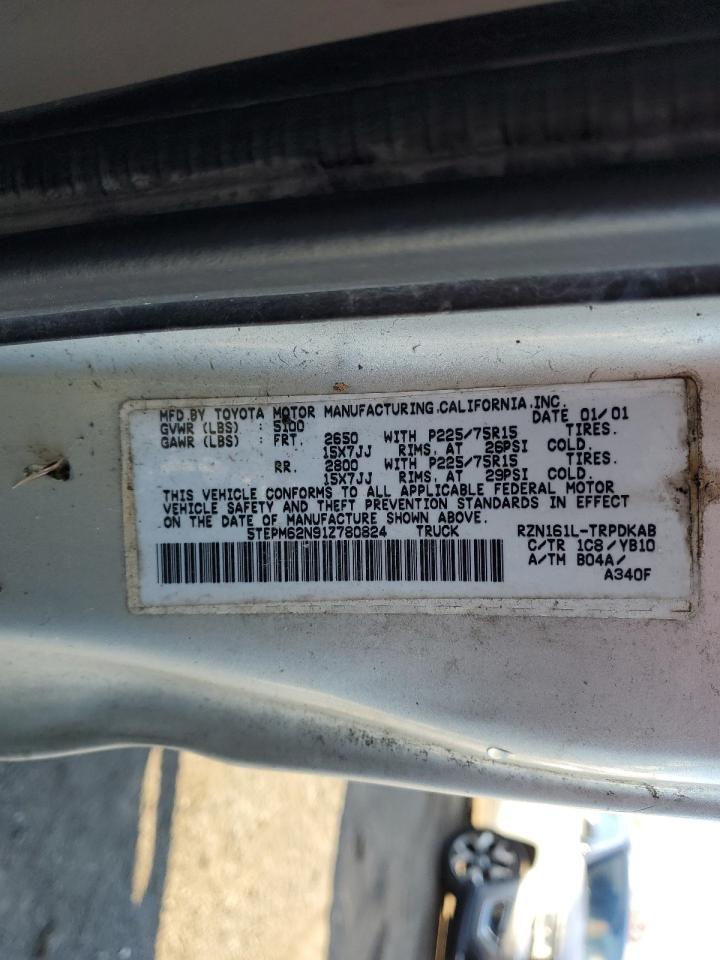 MFD.BY TOYOTA MOTOR MANUFACTURING.CALIFORNIA.INC.
GVWR (LBS) : 5100 DATE 01/01
GAWR (LBS) : FRT. 2650 WITH P225/75R15 TIRES.
15X7JJ RIMS, AT 26PSI COLD.
RR. 2800 WITH P225/75R15 TIRES.
15X7JJ RIMS, AT 29PSI COLD.
THIS VEHICLE CONFORMS TO ALL APPLICABLE FEDERAL MOTOR
VEHICLE SAFETY AND THEFT PREVENTION STANDARDS IN EFFECT
.ON THE DATE OF MANUFACTURE SHOWN ABOVE.
5TEPM62N91Z780824 TRUCK RZN161L-TRPDKAB
C/TR 1C8/YB10
A/TM B04A/
A340F